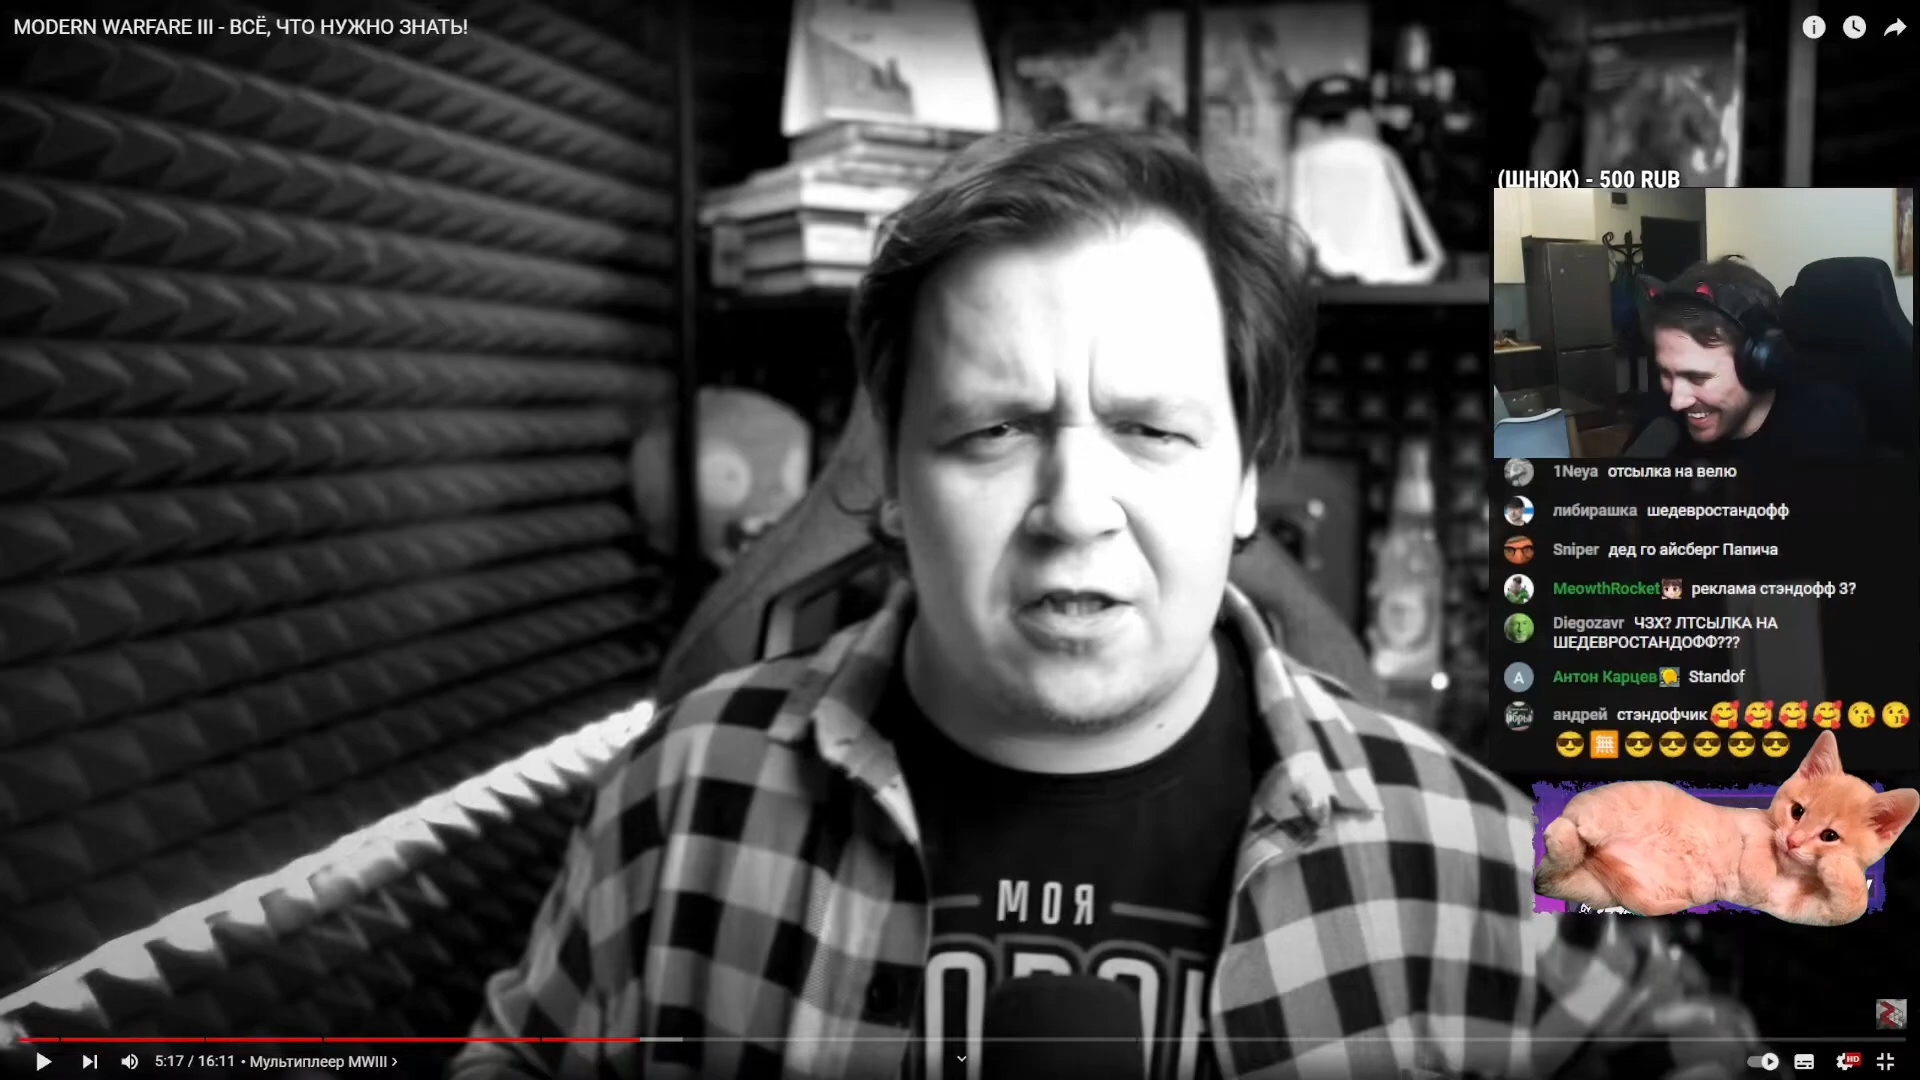 MODERN WARFARE III - ВСЁ, ЧТО НУЖНО ЗНАТЬ!
(ШНЮК) - 500 RUB
1Neya отсылка на велю
либирашка шедевростандофф
Sniper дед го айсберг Папича
MeowthRocket реклама стэндофф 3?
Diegozavr ЧЗХ? ЛТСЫЛКА НА
ШЕДЕВРОСТАНДОФФ???
А Антон Карцев Standof
андрей стэндофчик
無
МОЯ
5:17 / 16:11 • Мультиплеер MWIII ›
HD